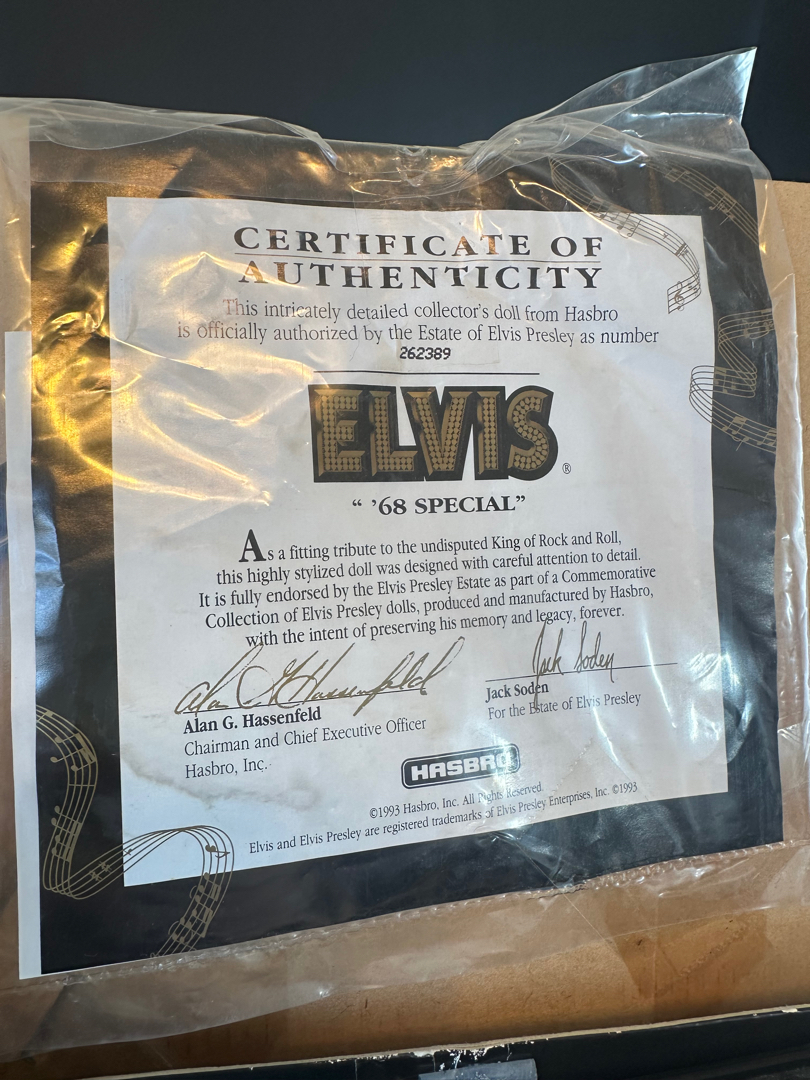 CERTIFICATE OF
AUTHENTICITY
This intricately detailed collector's doll from Hasbro
is officially authorized by the Estate of Elvis Presley as number
262389
ELVIS®
“ ’68 SPECIAL”
As a fitting tribute to the undisputed King of Rock and Roll,
this highly stylized doll was designed with careful attention to detail.
It is fully endorsed by the Elvis Presley Estate as part of a Commemorative
Collection of Elvis Presley dolls, produced and manufactured by Hasbro,
with the intent of preserving his memory and legacy, forever.
Alan G Hassenfeld
Alan G. Hassenfeld
Chairman and Chief Executive Officer
Hasbro, Inc.
Jack Soden
Jack Soden
For the Estate of Elvis Presley
HASBRO
©1993 Hasbro, Inc. All Rights Reserved.
Elvis and Elvis Presley are registered trademarks of Elvis Presley Enterprises, Inc. ©1993